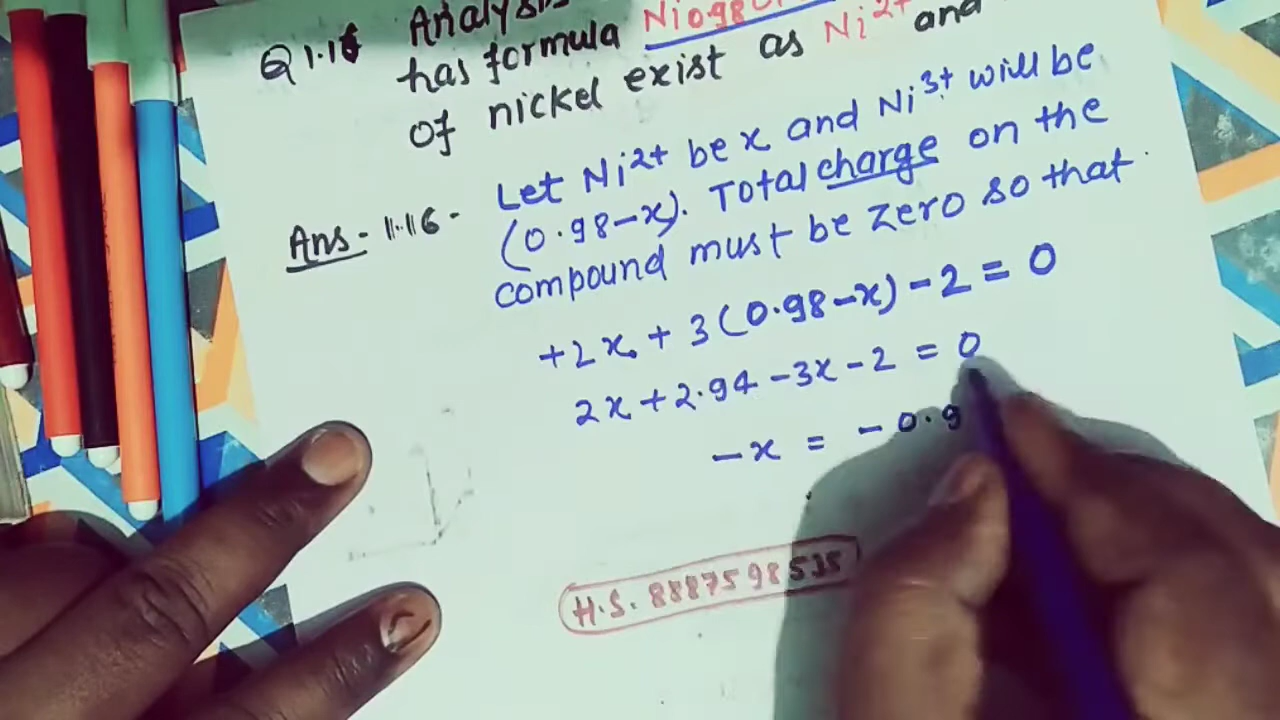 Q 1.16 Analysis
has formula Ni0.98O
of nickel exist as Ni2+ and
Ans- 1.16- Let Ni2+ be x and Ni3+ will be
(0.98-x). Total charge on the
compound must be zero so that
+2x + 3(0.98-x) -2 = 0
2x + 2.94 - 3x - 2 = 0
-x = -0.9
H.S. 8887598535